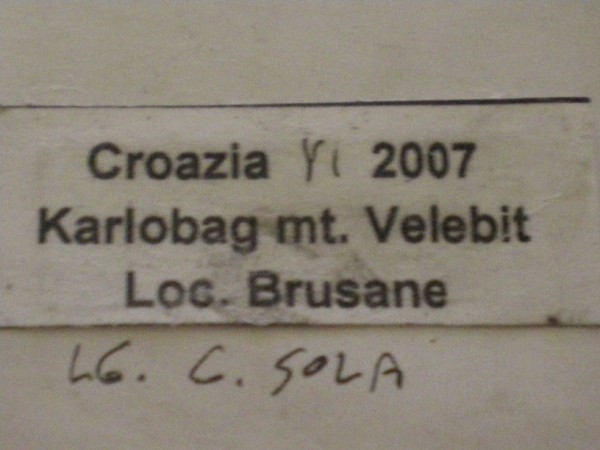 Croazia VI 2007
Karlobag mt. Velebit
Loc. Brusane
LG. C. SOLA